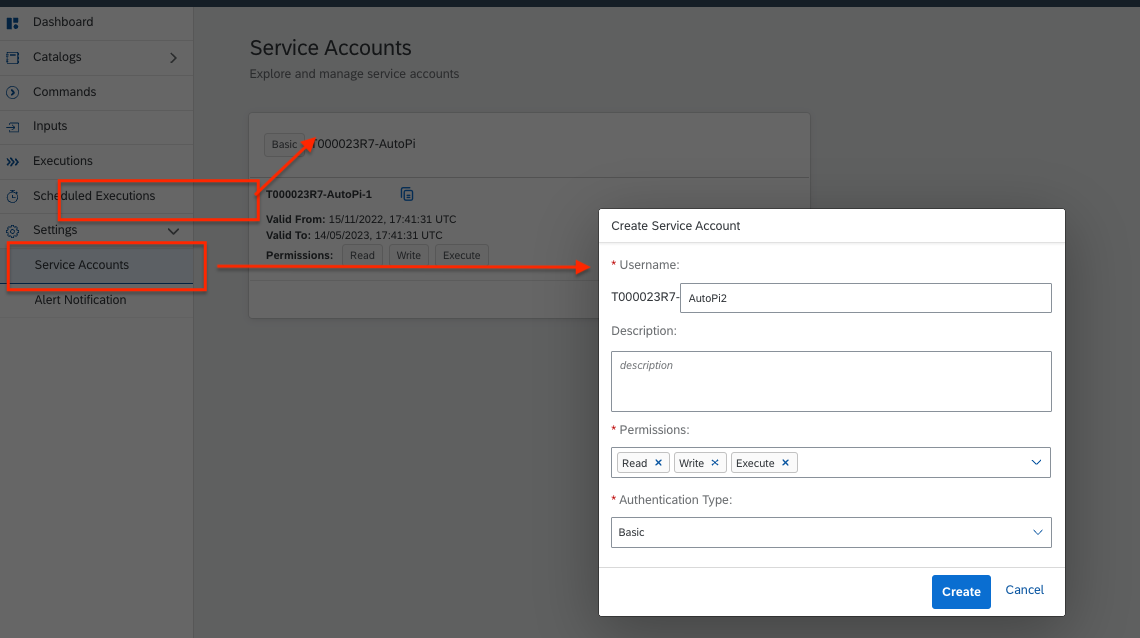 Dashboard
Catalogs
Commands
Inputs
Executions
Scheduled Executions
Settings
Service Accounts
Alert Notification
Service Accounts
Explore and manage service accounts
Basic T000023R7-AutoPi
T000023R7-AutoPi-1
Valid From: 15/11/2022, 17:41:31 UTC
Valid To: 14/05/2023, 17:41:31 UTC
Permissions: Read Write Execute
Create Service Account
* Username:
T000023R7- AutoPi2
Description:
description
* Permissions:
Read Write Execute
* Authentication Type:
Basic
Create Cancel